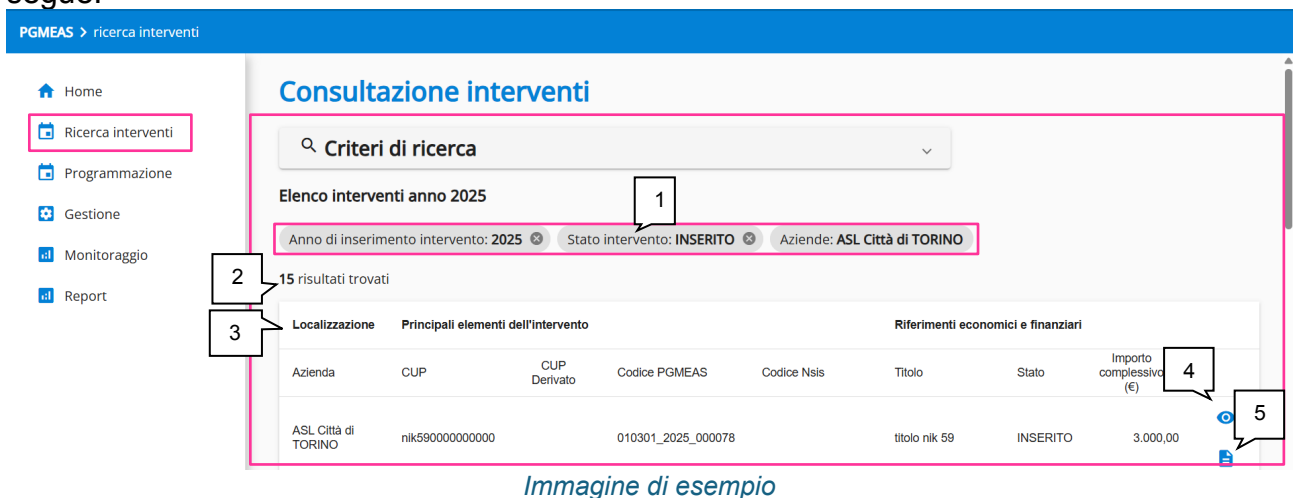 segue:
PGMEAS > ricerca interventi
Home
Ricerca interventi
Programmazione
Gestione
Monitoraggio
Report
Consultazione interventi
Criteri di ricerca
Elenco interventi anno 2025
1
Anno di inserimento intervento: 2025 Stato intervento: INSERITO Aziende: ASL Città di TORINO
2
15 risultati trovati
3
Localizzazione Principali elementi dell'intervento Riferimenti economici e finanziari
Azienda CUP CUP Derivato Codice PGMEAS Codice Nsis Titolo Stato Importo complessivo (€)
4
5
ASL Città di TORINO nik590000000000 010301_2025_000078 titolo nik 59 INSERITO 3.000,00
Immagine di esempio